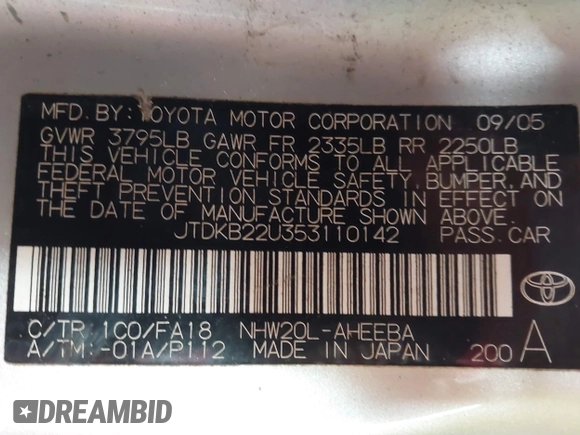 MFD. BY: TOYOTA MOTOR CORPORATION 09/05
GVWR 3795LB GAWR FR 2335LB RR 2250LB
THIS VEHICLE CONFORMS TO ALL APPLICABLE
FEDERAL MOTOR VEHICLE SAFETY, BUMPER, AND
THEFT PREVENTION STANDARDS IN EFFECT ON
THE DATE OF MANUFACTURE SHOWN ABOVE.
JTDKB22U353110142 PASS.CAR
C/TR:1C0/FA18 NHW20L-AHEEBA
A/TM:-01A/P112 MADE IN JAPAN 200 A
DREAMBID